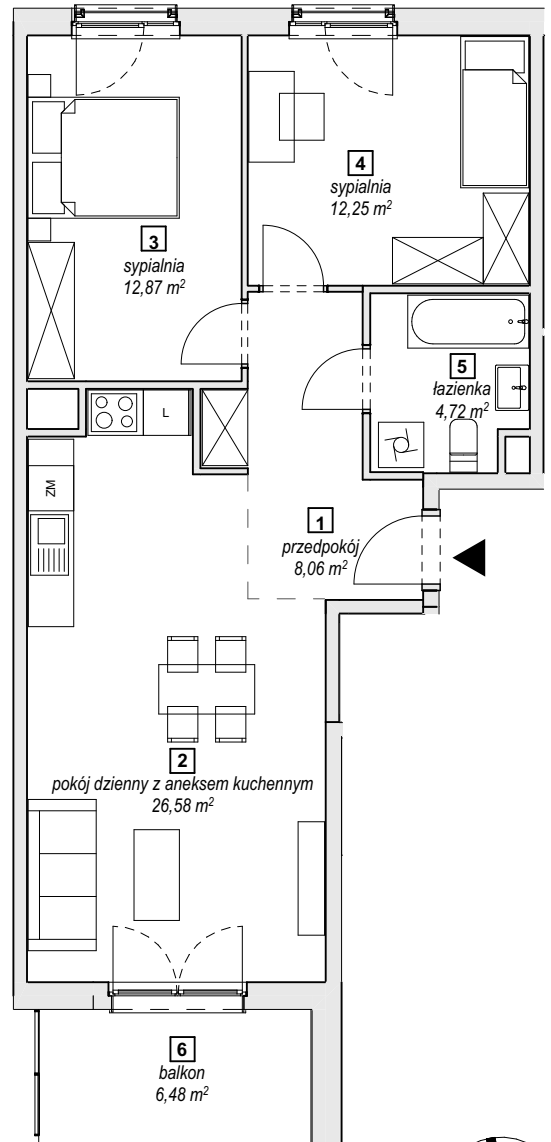 4
sypialnia
12,25 m²
3
sypialnia
12,87 m²
5
łazienka
4,72 m²
L
ZM
1
przedpokój
8,06 m²
2
pokój dzienny z aneksem kuchennym
26,58 m²
6
balkon
6,48 m²